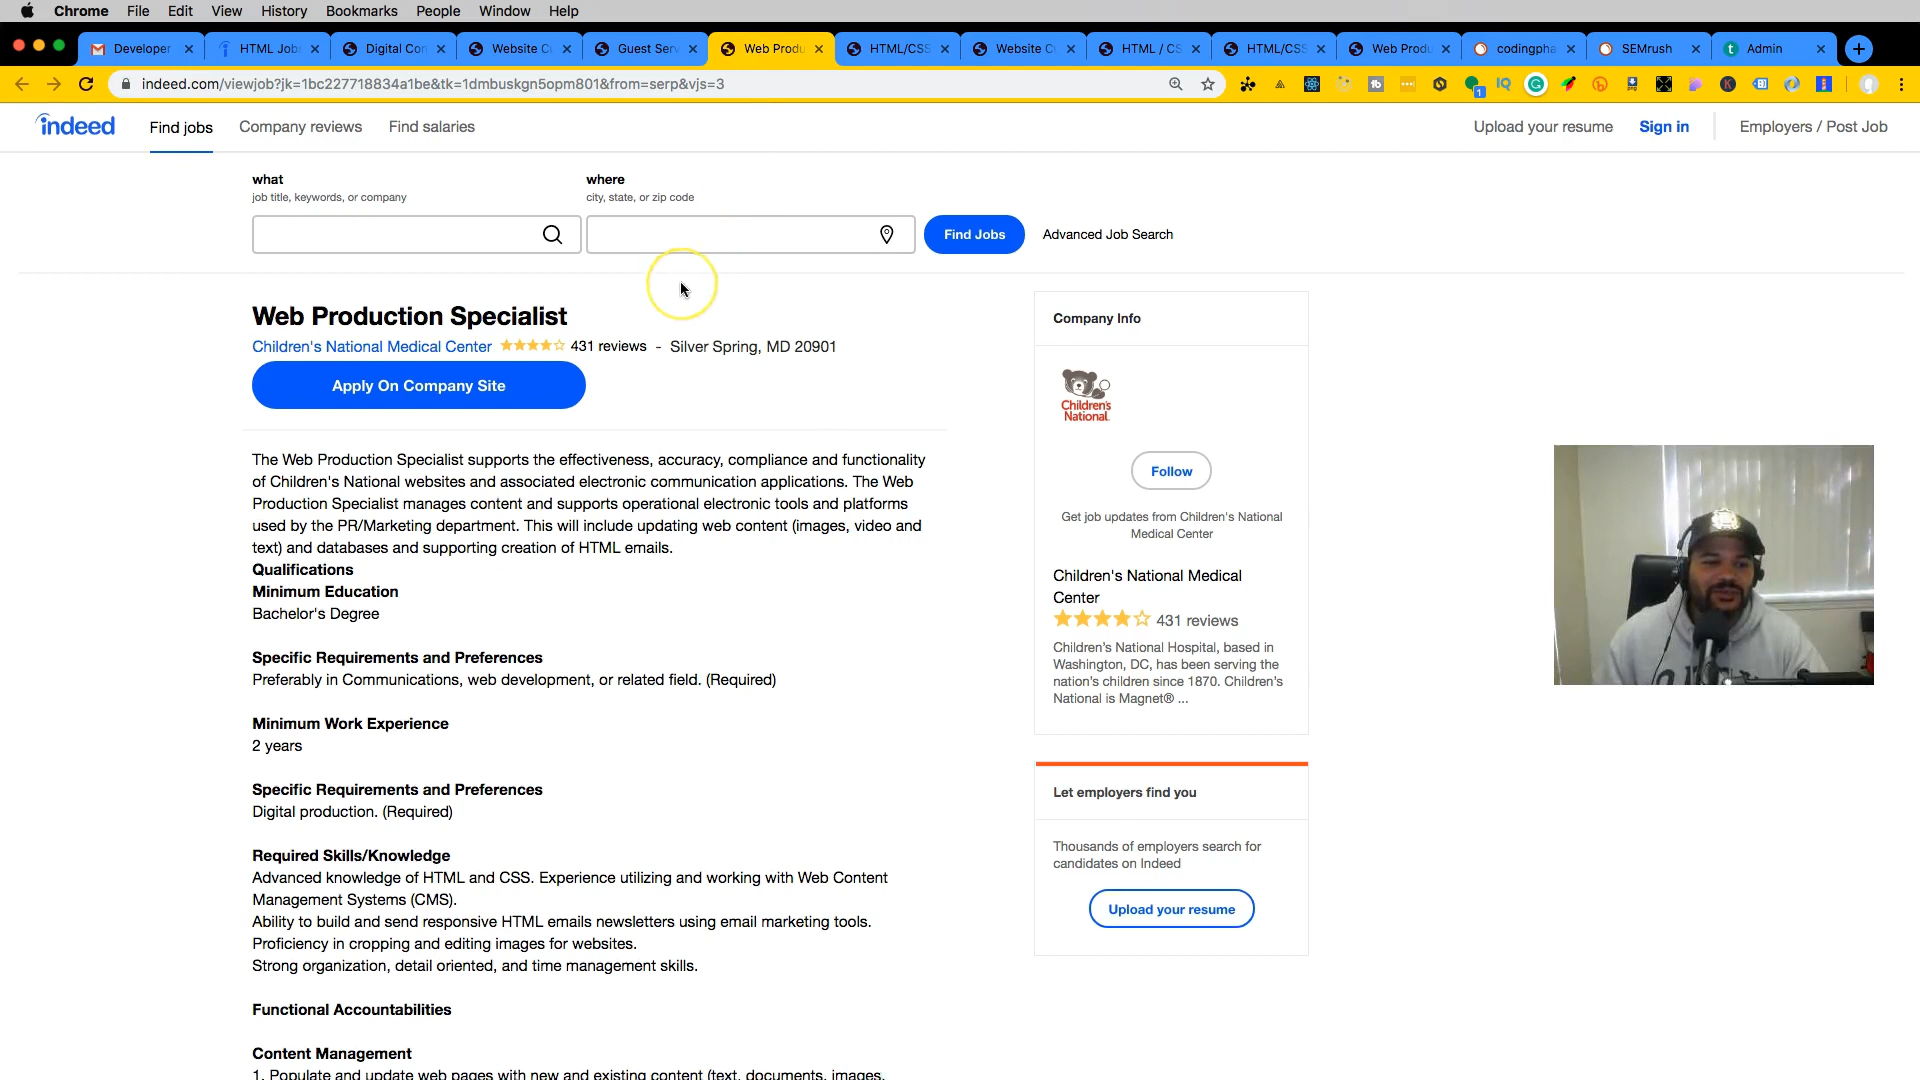 Chrome File Edit View History Bookmarks People Window Help
Developer HTML Job Digital Con Website C Guest Serv Web Produ HTML/CSS Website C HTML / CS HTML/CSS Web Produ codingpha SEMrush Admin
indeed.com/viewjob?jk=1bc227718834a1be&tk=1dmbuskgn5opm801&from=serp&vjs=3
indeed Find jobs Company reviews Find salaries Upload your resume Sign in Employers / Post Job
what
job title, keywords, or company
where
city, state, or zip code
Find Jobs
Advanced Job Search
Web Production Specialist
Children's National Medical Center 431 reviews - Silver Spring, MD 20901
Apply On Company Site
The Web Production Specialist supports the effectiveness, accuracy, compliance and functionality
of Children's National websites and associated electronic communication applications. The Web
Production Specialist manages content and supports operational electronic tools and platforms
used by the PR/Marketing department. This will include updating web content (images, video and
text) and databases and supporting creation of HTML emails.
Qualifications
Minimum Education
Bachelor's Degree
Specific Requirements and Preferences
Preferably in Communications, web development, or related field. (Required)
Minimum Work Experience
2 years
Specific Requirements and Preferences
Digital production. (Required)
Required Skills/Knowledge
Advanced knowledge of HTML and CSS. Experience utilizing and working with Web Content
Management Systems (CMS).
Ability to build and send responsive HTML emails newsletters using email marketing tools.
Proficiency in cropping and editing images for websites.
Strong organization, detail oriented, and time management skills.
Functional Accountabilities
Content Management
1. Populate and update web pages with new and existing content (text, documents, images,
Company Info
Children's
National
Follow
Get job updates from Children's National
Medical Center
Children's National Medical
Center
431 reviews
Children's National Hospital, based in
Washington, DC, has been serving the
nation's children since 1870. Children's
National is Magnet® ...
Let employers find you
Thousands of employers search for
candidates on Indeed
Upload your resume